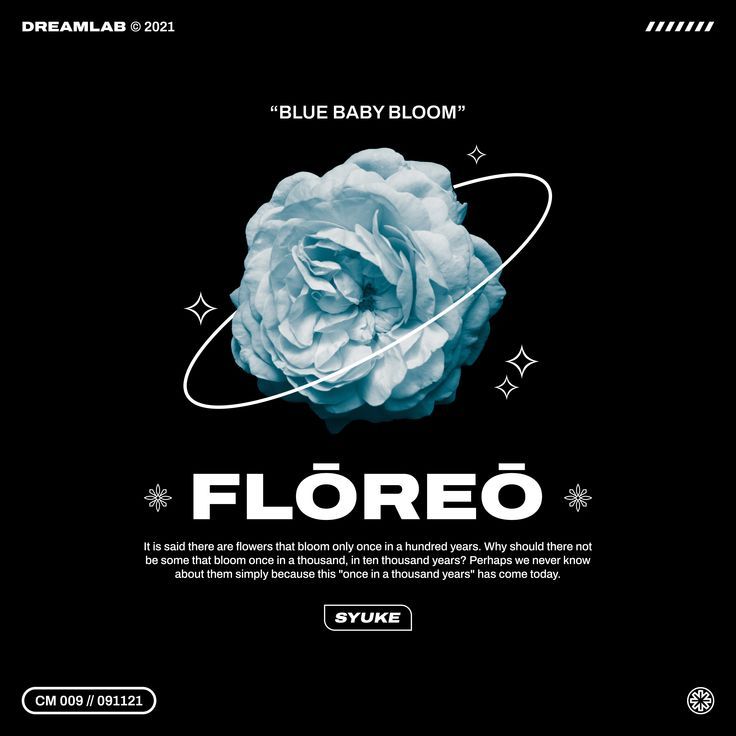 DREAMLAB © 2021
“BLUE BABY BLOOM”
FLŌREŌ
It is said there are flowers that bloom only once in a hundred years. Why should there not
be some that bloom once in a thousand, in ten thousand years? Perhaps we never know
about them simply because this "once in a thousand years" has come today.
SYUKE
CM 009 // 091121